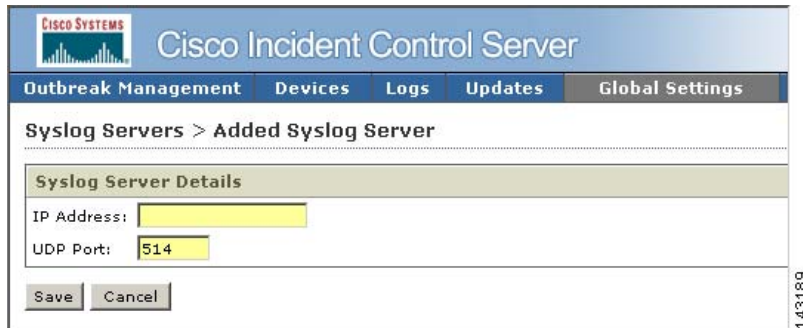 CISCO SYSTEMS
Cisco Incident Control Server
Outbreak Management Devices Logs Updates Global Settings
Syslog Servers > Added Syslog Server
Syslog Server Details
IP Address:
UDP Port: 514
Save Cancel
143189